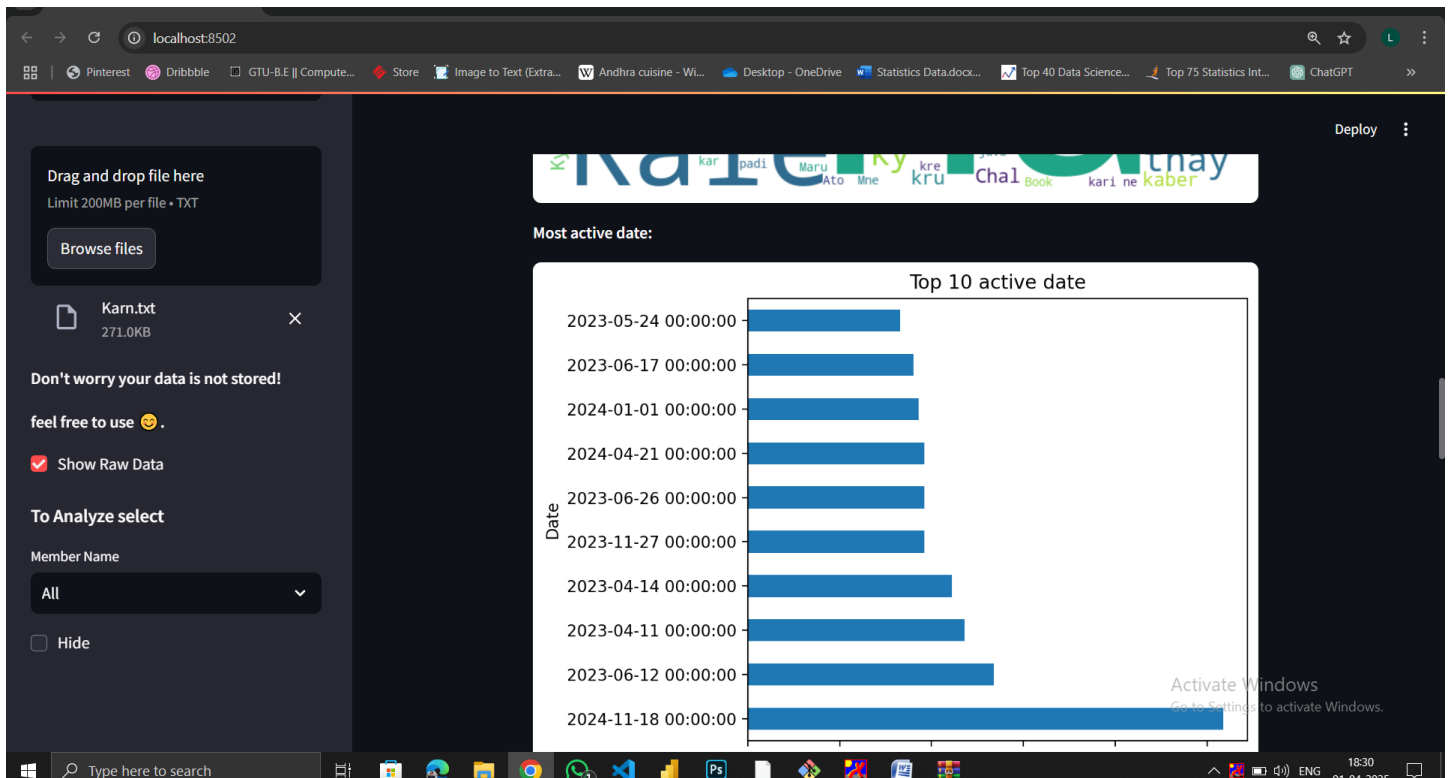 localhost:8502
L
Pinterest
Dribbble
GTU-B.E || Compute...
Store
Image to Text (Extra...
Andhra cuisine - Wi...
Desktop - OneDrive
Statistics Data.docx...
Top 40 Data Science...
Top 75 Statistics Int...
ChatGPT
»
Deploy
Drag and drop file here
Limit 200MB per file • TXT
Browse files
Karn.txt
271.0KB
Don't worry your data is not stored!
feel free to use 😊 .
Show Raw Data
To Analyze select
Member Name
All
Hide
kar
padi
Maru
Ato
Mne
Ky
kre
kru
Chal
Book
kari ne
kaber
thay
Most active date:
Top 10 active date
Date
2023-05-24 00:00:00
2023-06-17 00:00:00
2024-01-01 00:00:00
2024-04-21 00:00:00
2023-06-26 00:00:00
2023-11-27 00:00:00
2023-04-14 00:00:00
2023-04-11 00:00:00
2023-06-12 00:00:00
2024-11-18 00:00:00
Activate Windows
Go to Settings to activate Windows.
Type here to search
Ps
ENG
18:30
01-04-2025